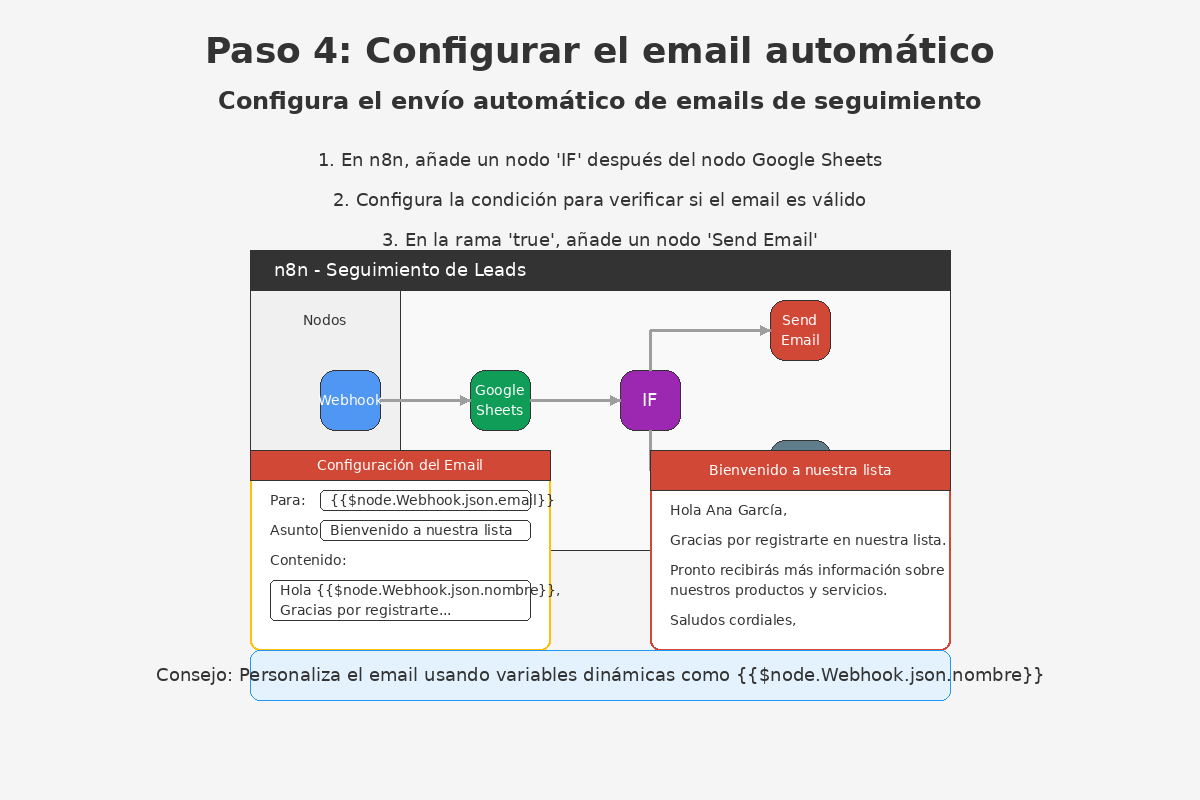 Paso 4: Configurar el email automático
Configura el envío automático de emails de seguimiento
1. En n8n, añade un nodo 'IF' después del nodo Google Sheets
2. Configura la condición para verificar si el email es válido
3. En la rama 'true', añade un nodo 'Send Email'
n8n - Seguimiento de Leads
Nodos
Webhook
Google
Sheets
IF
Send
Email
Configuración del Email
Para: {{$node.Webhook.json.email}}
Asunto Bienvenido a nuestra lista
Contenido:
Hola {{$node.Webhook.json.nombre}},
Gracias por registrarte...
Bienvenido a nuestra lista
Hola Ana García,
Gracias por registrarte en nuestra lista.
Pronto recibirás más información sobre
nuestros productos y servicios.
Saludos cordiales,
Consejo: Personaliza el email usando variables dinámicas como {{$node.Webhook.json.nombre}}